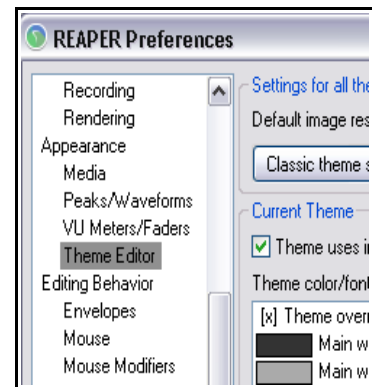 REAPER Preferences
Recording
Rendering
Appearance
Media
Peaks/Waveforms
VU Meters/Faders
Theme Editor
Editing Behavior
Envelopes
Mouse
Mouse Modifiers
Settings for all the
Default image res
Classic theme s
Current Theme
Theme uses i
Theme color/font
[x] Theme overr
Main w
Main w